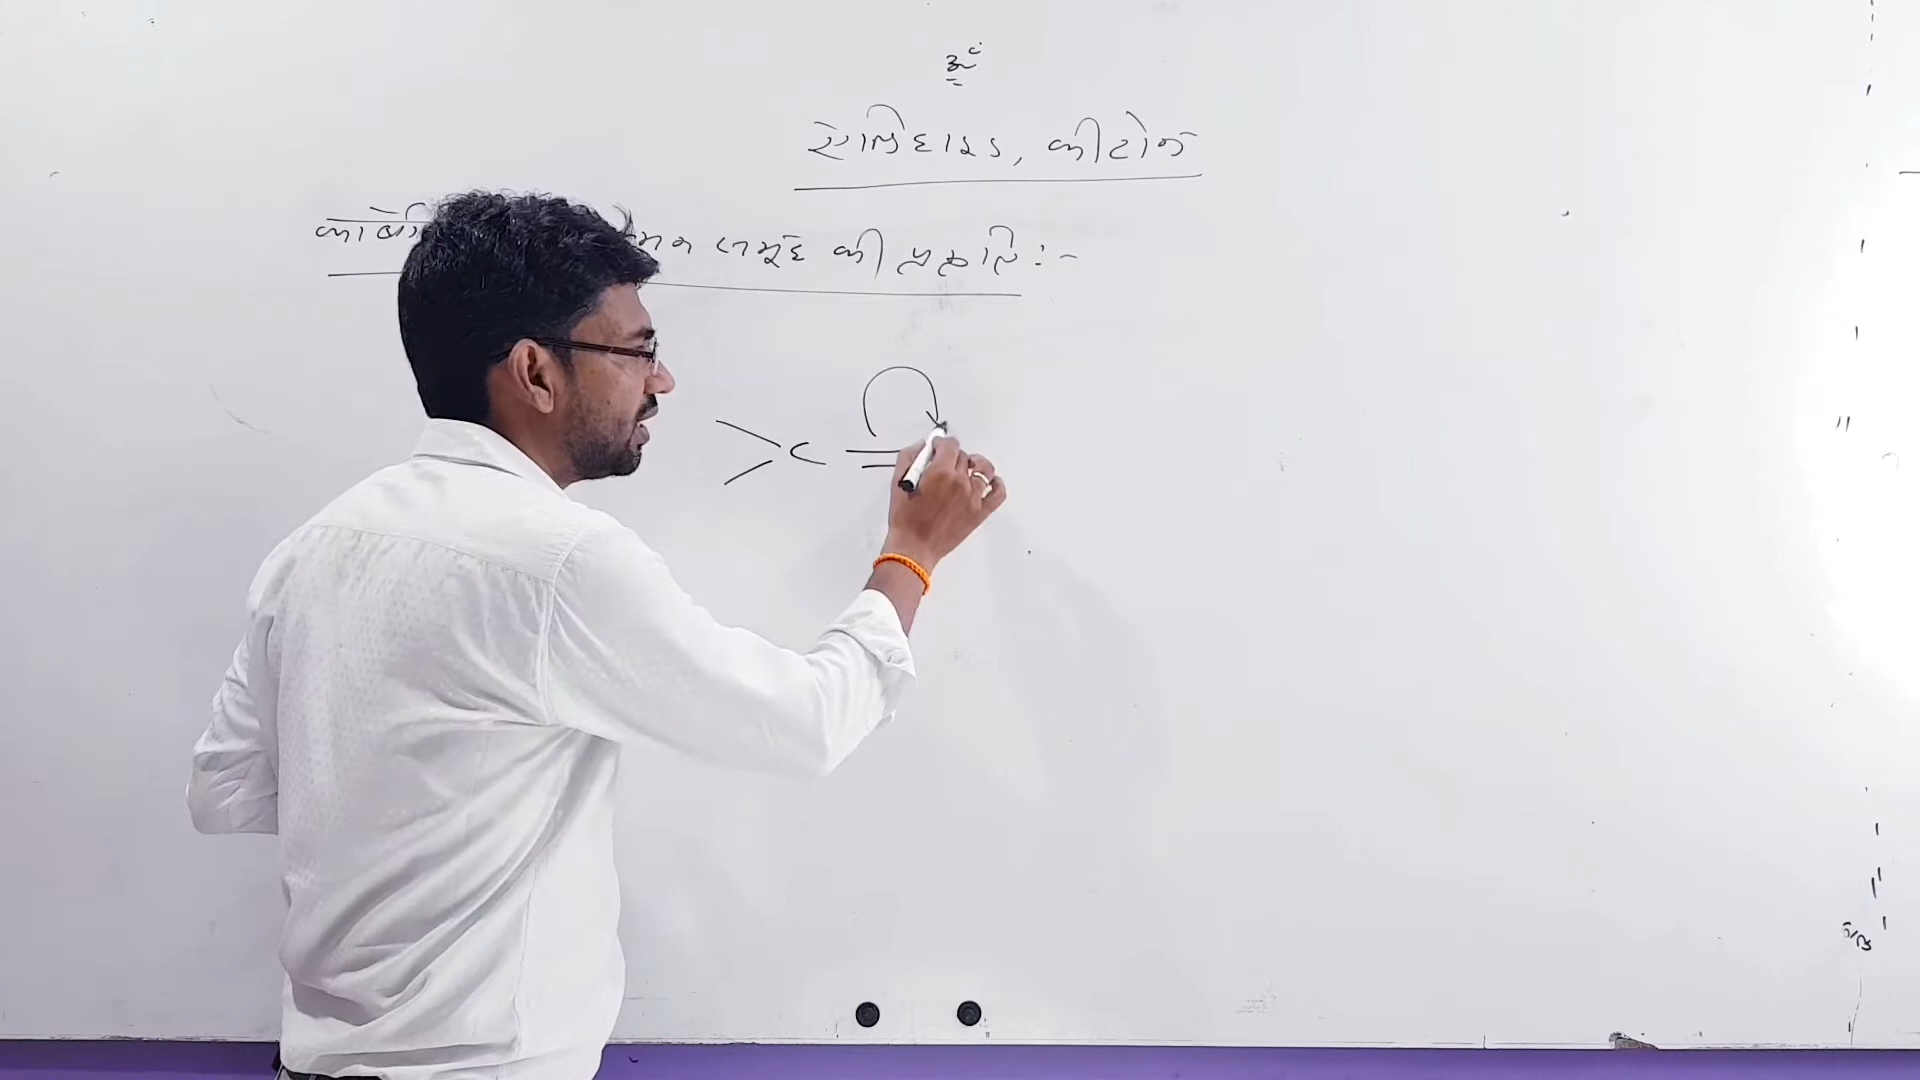 ॐ
एल्डिहाइड, कीटोन
समूह की प्रकृति :-
C =